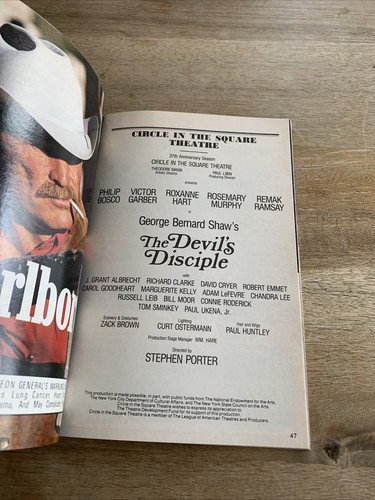 CIRCLE IN THE SQUARE
THEATRE
37th Anniversary Season
CIRCLE IN THE SQUARE THEATRE
THEODORE MANN PAUL LIBIN
Artistic Director Producing Director
presents
PHILIP VICTOR ROXANNE ROSEMARY REMAK
BOSCO GARBER HART MURPHY RAMSAY
in
George Bernard Shaw's
The Devil's
Disciple
with
J. GRANT ALBRECHT RICHARD CLARKE DAVID CRYER ROBERT EMMET
CAROL GOODHEART MARGUERITE KELLY ADAM LeFEVRE CHANDRA LEE
RUSSELL LEIB BILL MOOR CONNIE RODERICK
TOM SMINKEY PAUL UKENA, Jr.
Scenery & Costumes Lighting Hair and Wigs
ZACK BROWN CURT OSTERMANN PAUL HUNTLEY
Production Stage Manager WM. HARE
Directed by
STEPHEN PORTER
This production is made possible, in part, with public funds from The National Endowment for the Arts,
The New York City Department of Cultural Affairs, and The New York State Council on the Arts.
Circle in the Square wishes to express its appreciation to
The Theatre Development Fund for its support of this production.
Circle in the Square Theatre is a member of The League of American Theatres and Producers
47
rlboro
EON GENERAL'S WARNING:
Lung Cancer, Heart
ema, And May Complicate